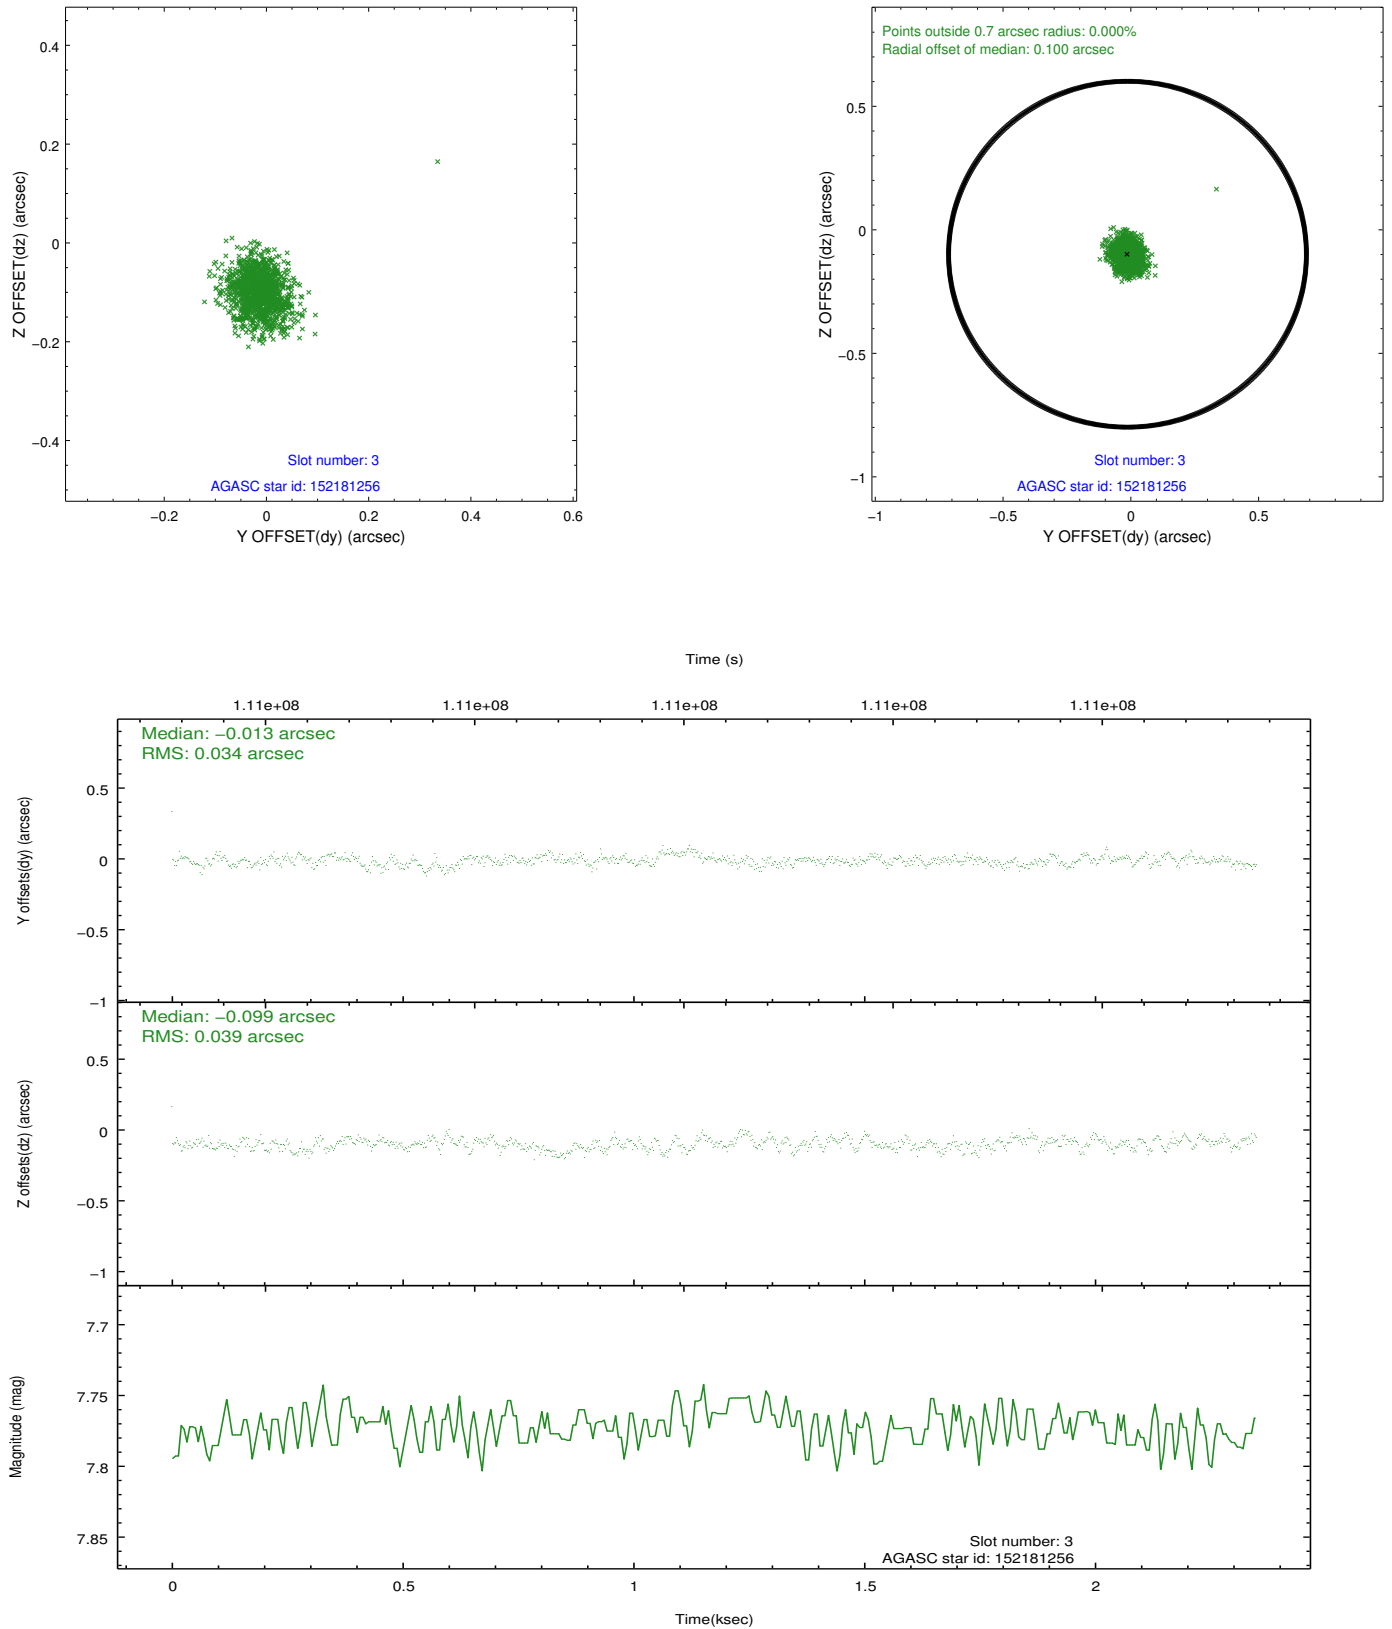 0.4
0.2
0
−0.2
−0.4
Z OFFSET(dz) (arcsec)
Slot number: 3
AGASC star id: 152181256
−0.2 0 0.2 0.4 0.6
Y OFFSET(dy) (arcsec)
Points outside 0.7 arcsec radius: 0.000%
Radial offset of median: 0.100 arcsec
0.5
0
−0.5
−1
Z OFFSET(dz) (arcsec)
Slot number: 3
AGASC star id: 152181256
−1 −0.5 0 0.5
Y OFFSET(dy) (arcsec)
Time (s)
1.11e+08 1.11e+08 1.11e+08 1.11e+08 1.11e+08
Median: −0.013 arcsec
RMS: 0.034 arcsec
0.5
0
−0.5
−1
Y offsets(dy) (arcsec)
Median: −0.099 arcsec
RMS: 0.039 arcsec
0.5
0
−0.5
−1
Z offsets(dz) (arcsec)
7.7
7.75
7.8
7.85
Magnitude (mag)
Slot number: 3
AGASC star id: 152181256
0 0.5 1 1.5 2
Time(ksec)